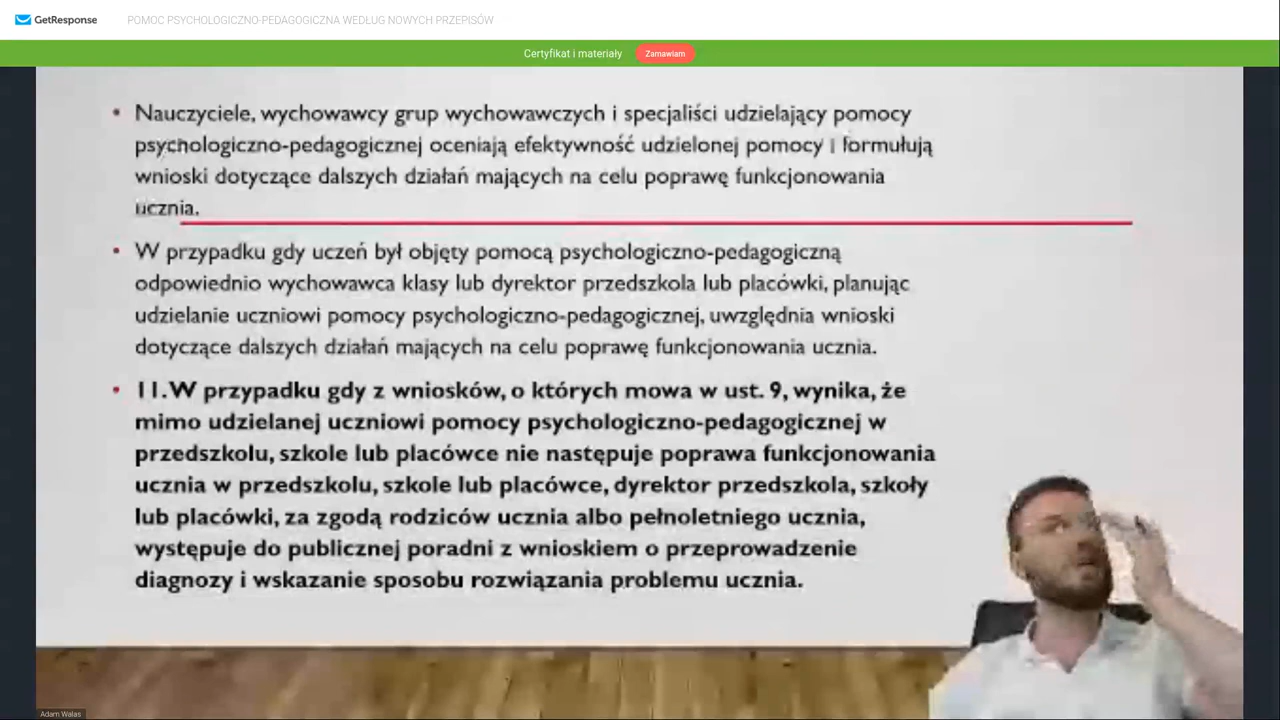 GetResponse
POMOC PSYCHOLOGICZNO-PEDAGOGICZNA WEDŁUG NOWYCH PRZEPISÓW
Certyfikat i materiały
Zamawiam
• Nauczyciele, wychowawcy grup wychowawczych i specjaliści udzielający pomocy
psychologiczno-pedagogicznej oceniają efektywność udzielonej pomocy i formułują
wnioski dotyczące dalszych działań mających na celu poprawę funkcjonowania
ucznia.
• W przypadku gdy uczeń był objęty pomocą psychologiczno-pedagogiczną
odpowiednio wychowawca klasy lub dyrektor przedszkola lub placówki, planując
udzielanie uczniowi pomocy psychologiczno-pedagogicznej, uwzględnia wnioski
dotyczące dalszych działań mających na celu poprawę funkcjonowania ucznia.
• 11. W przypadku gdy z wniosków, o których mowa w ust. 9, wynika, że
mimo udzielanej uczniowi pomocy psychologiczno-pedagogicznej w
przedszkolu, szkole lub placówce nie następuje poprawa funkcjonowania
ucznia w przedszkolu, szkole lub placówce, dyrektor przedszkola, szkoły
lub placówki, za zgodą rodziców ucznia albo pełnoletniego ucznia,
występuje do publicznej poradni z wnioskiem o przeprowadzenie
diagnozy i wskazanie sposobu rozwiązania problemu ucznia.
Adam Walas